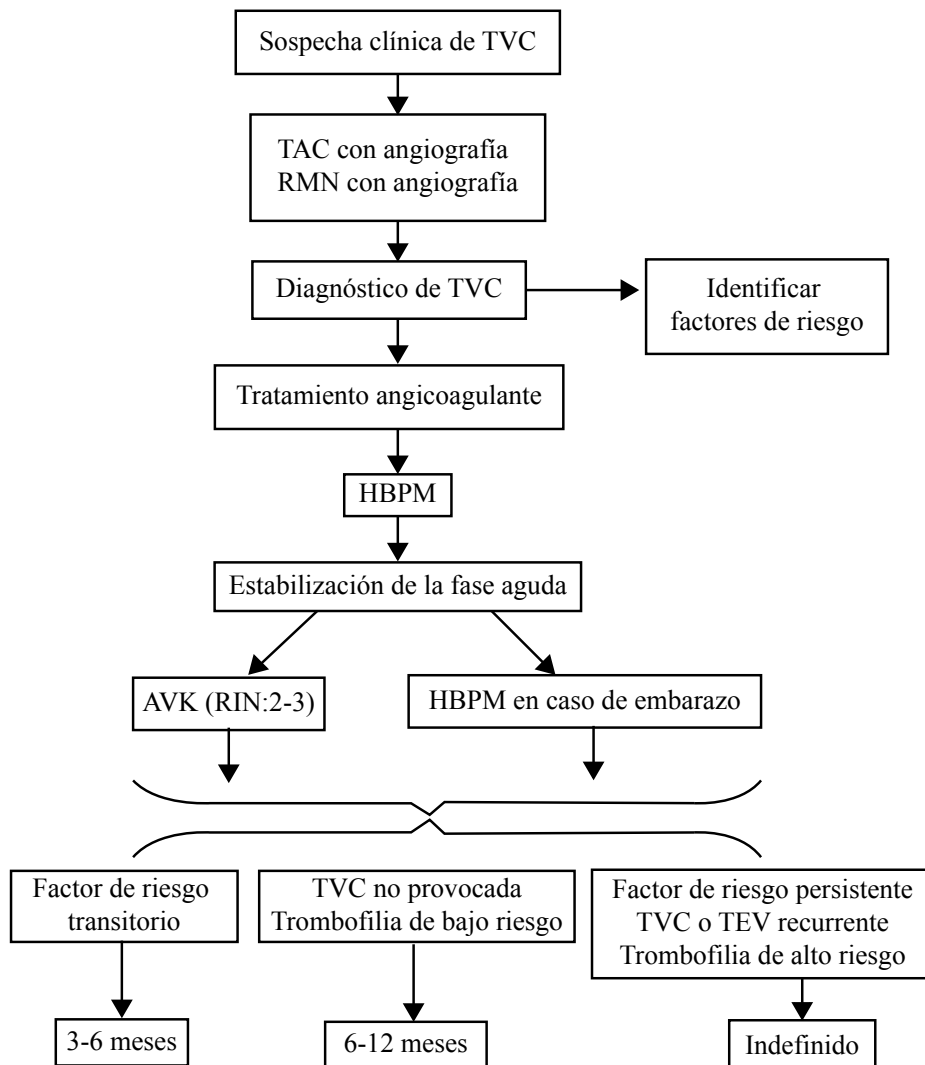 Sospecha clínica de TVC
TAC con angiografía
RMN con angiografía
Diagnóstico de TVC
Identificar
factores de riesgo
Tratamiento angicoagulante
HBPM
Estabilización de la fase aguda
AVK (RIN:2-3)
HBPM en caso de embarazo
Factor de riesgo
transitorio
TVC no provocada
Trombofilia de bajo riesgo
Factor de riesgo persistente
TVC o TEV recurrente
Trombofilia de alto riesgo
3-6 meses
6-12 meses
Indefinido